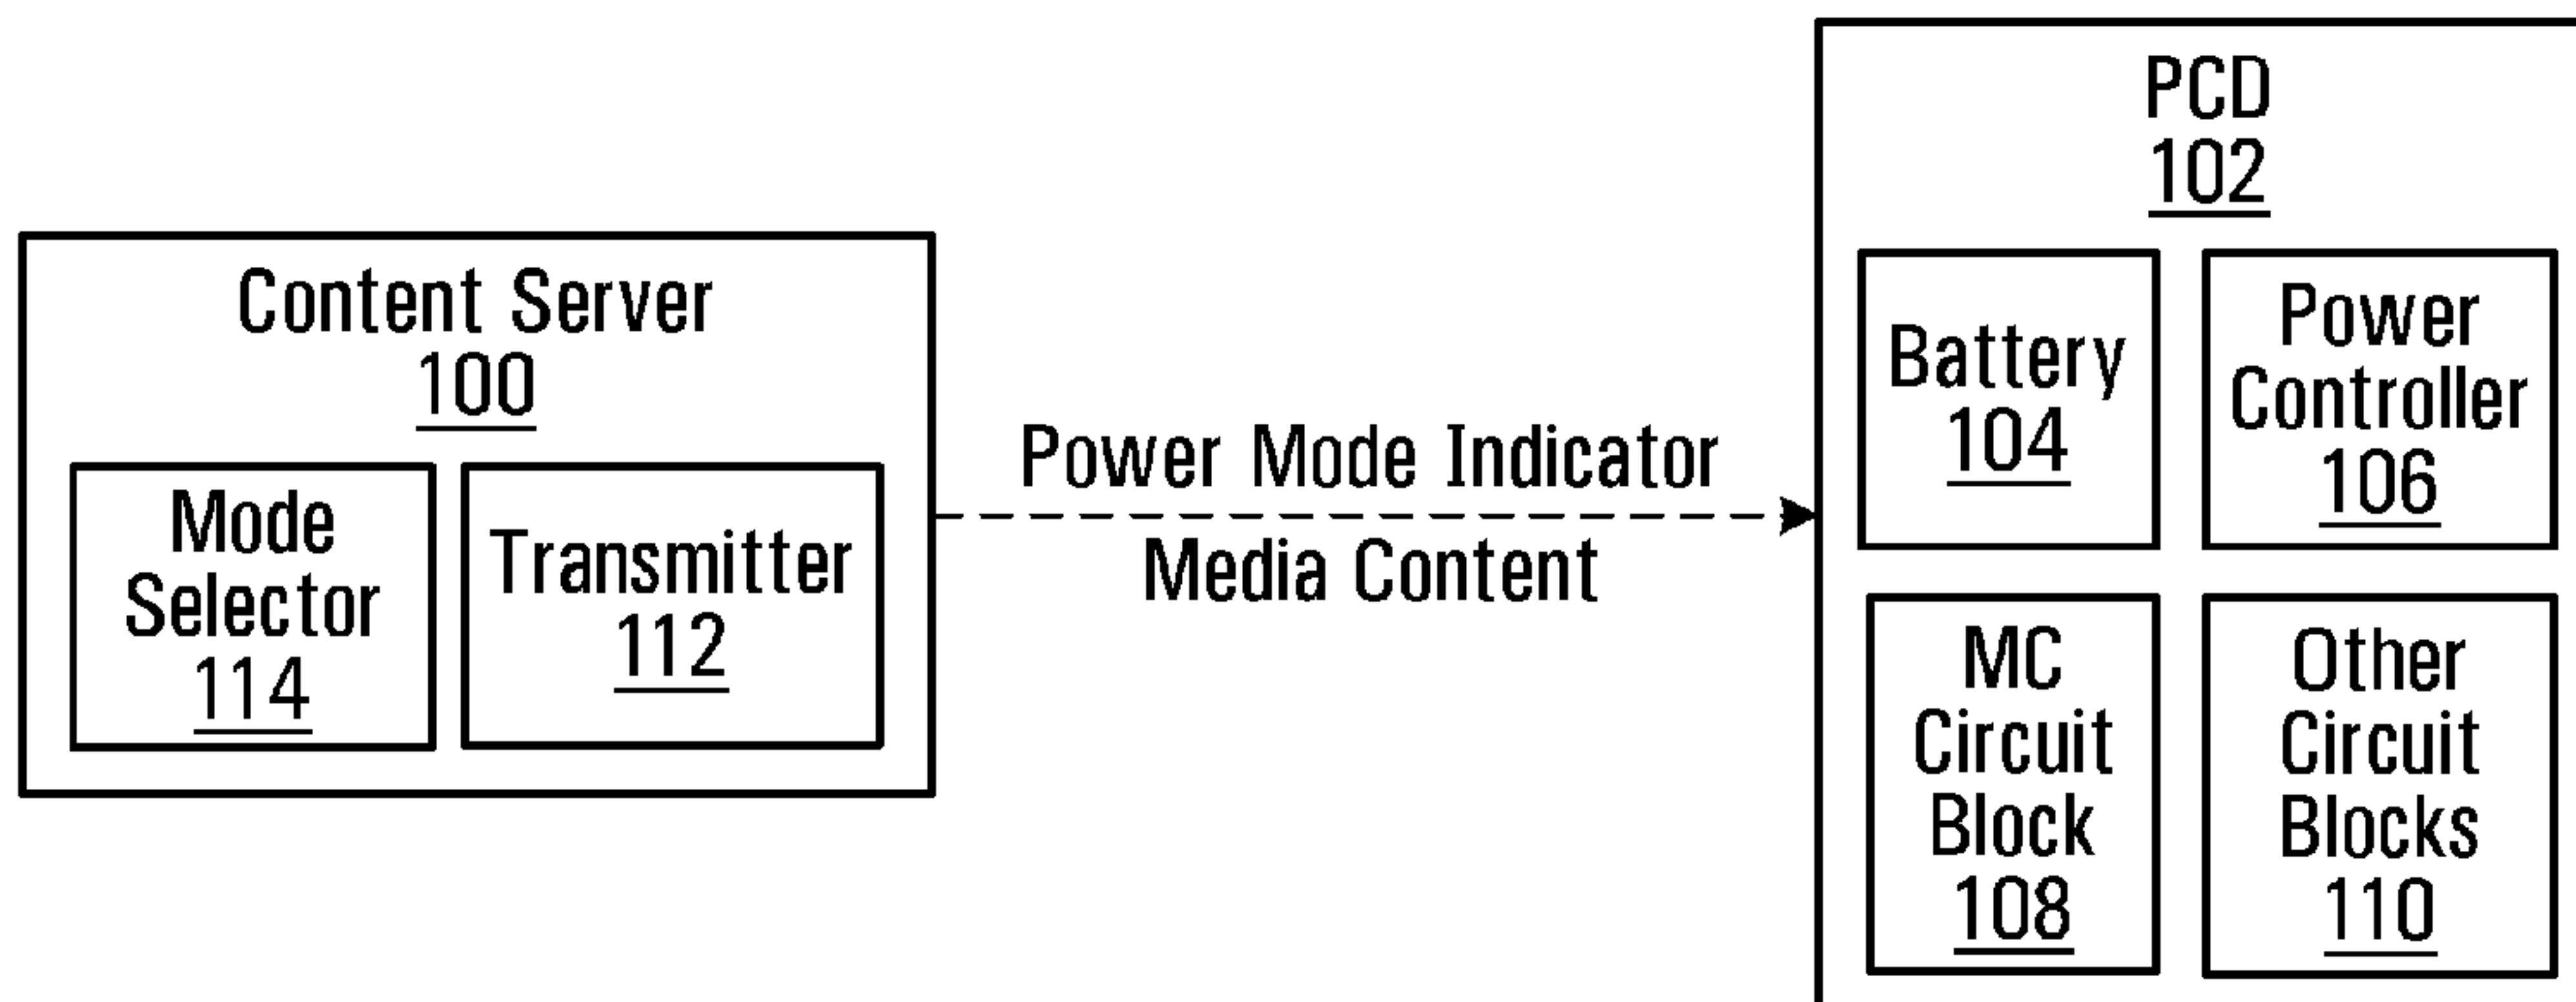 Content Server
100
Mode
Selector
114
Transmitter
112
Power Mode Indicator
Media Content
PCD
102
Battery
104
Power
Controller
106
MC
Circuit
Block
108
Other
Circuit
Blocks
110